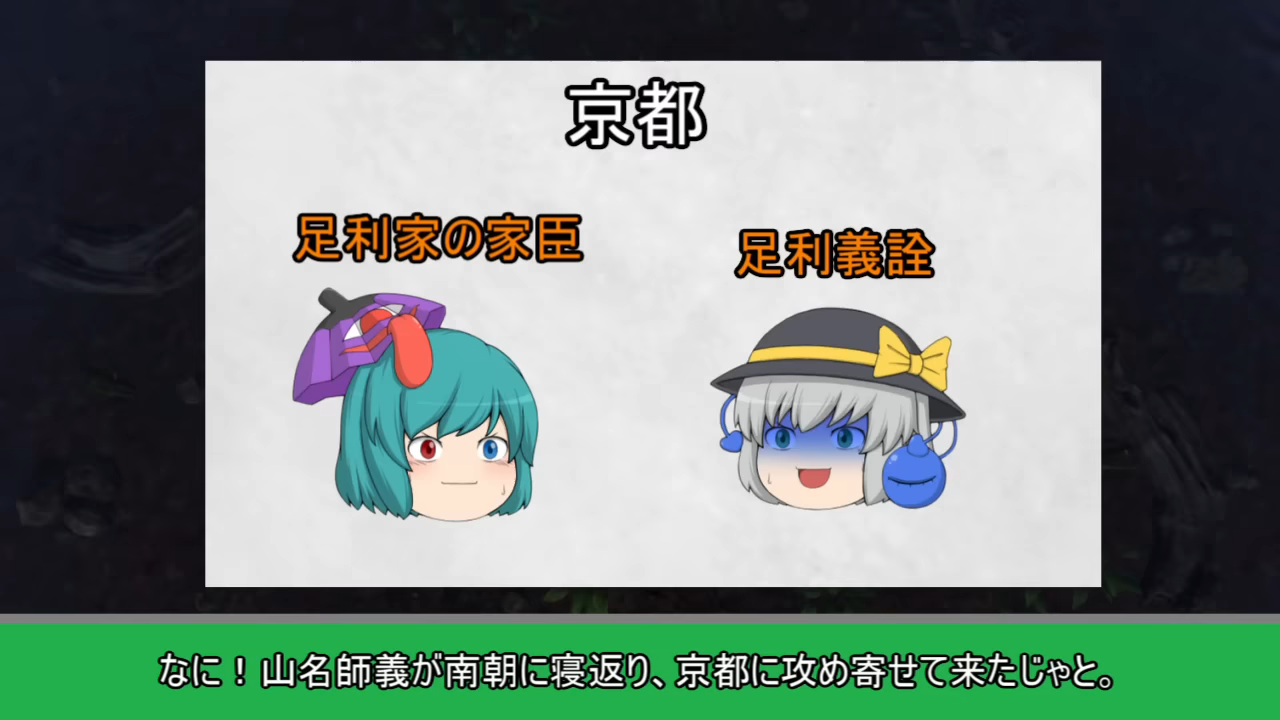 京都
足利家の家臣
足利義詮
なに！山名師義が南朝に寝返り、京都に攻め寄せて来たじゃと。